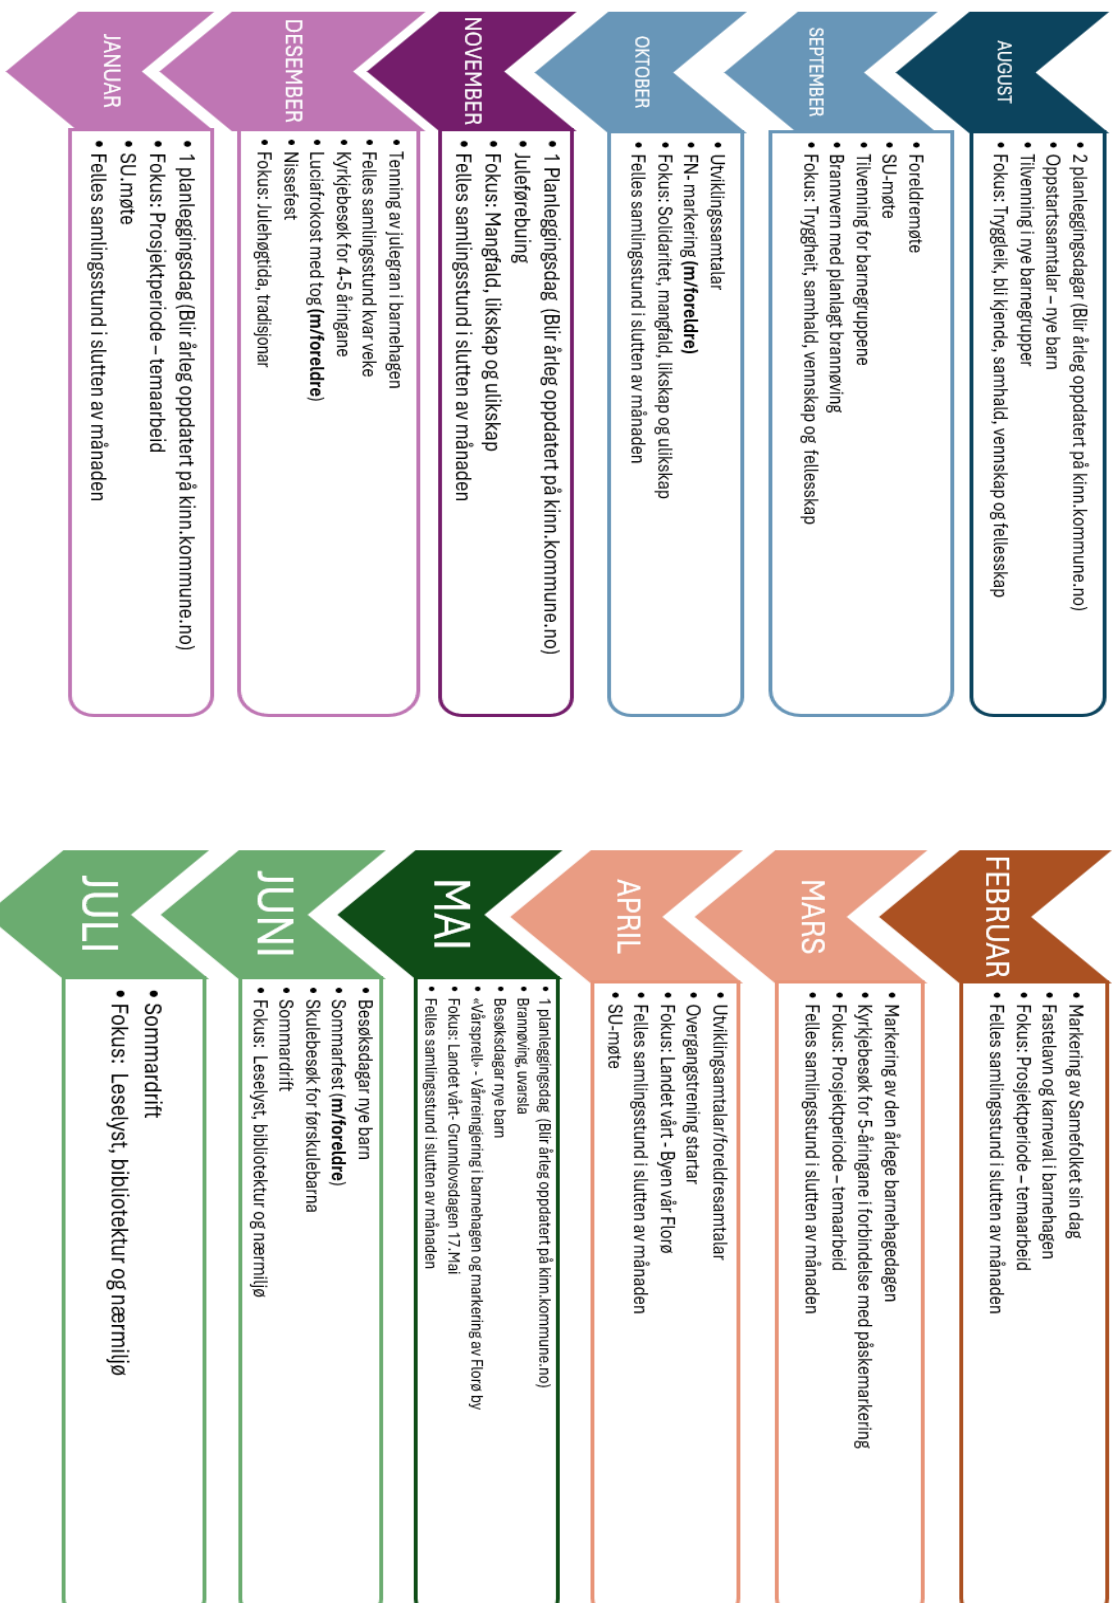 AUGUST
• 2 planleggingsdagar (Blir årleg oppdatert på kinn.kommune.no)
• Oppstartssamtalar – nye barn
• Tilvenning i nye barnegrupper
• Fokus: Tryggleik, bli kjende, samhald, vennskap og fellesskap
SEPTEMBER
• Foreldremøte
• SU-møte
• Tilvenning for barnegruppene
• Brannvern med planlagt brannøving
• Fokus: Tryggheit, samhald, vennskap og fellesskap
OKTOBER
• Utviklingssamtalar
• FN- markering (m/foreldre)
• Fokus: Solidaritet, mangfald, likskap og ulikskap
• Felles samlingsstund i slutten av månaden
NOVEMBER
• 1 Planleggingsdag (Blir årleg oppdatert på kinn.kommune.no)
• Juleførebuing
• Fokus: Mangfald, likskap og ulikskap
• Felles samlingsstund i slutten av månaden
DESEMBER
• Tenning av julegran i barnehagen
• Felles samlingsstund kvar veke
• Kyrkjebesøk for 4-5 åringane
• Luciafrokost med tog (m/foreldre)
• Nissefest
• Fokus: Julehøgtida, tradisjonar
JANUAR
• 1 planleggingsdag (Blir årleg oppdatert på kinn.kommune.no)
• Fokus: Prosjektperiode – temaarbeid
• SU.møte
• Felles samlingsstund i slutten av månaden
FEBRUAR
• Markering av Samefolket sin dag
• Fastelavn og karneval i barnehagen
• Fokus: Prosjektperiode – temaarbeid
• Felles samlingsstund i slutten av månaden
MARS
• Markering av den årlege barnehagedagen
• Kyrkjebesøk for 5-åringane i forbindelse med påskemarkering
• Fokus: Prosjektperiode – temaarbeid
• Felles samlingsstund i slutten av månaden
APRIL
• Utviklingsamtalar/foreldresamtalar
• Overgangstrening startar
• Fokus: Landet vårt - Byen vår Florø
• Felles samlingsstund i slutten av månaden
• SU-møte
MAI
• 1 planleggingsdag (Blir årleg oppdatert på kinn.kommune.no)
• Brannøving, uvarsla
• Besøksdagar nye barn
• «Vårsprell» - Vårreingjering i barnehagen og markering av Florø by
• Fokus: Landet vårt- Grunnlovsdagen 17.Mai
• Felles samlingsstund i slutten av månaden
JUNI
• Besøksdagar nye barn
• Sommarfest (m/foreldre)
• Skulebesøk for førskulebarna
• Sommardrift
• Fokus: Leselyst, bibliotektur og nærmiljø
JULI
• Sommardrift
• Fokus: Leselyst, bibliotektur og nærmiljø